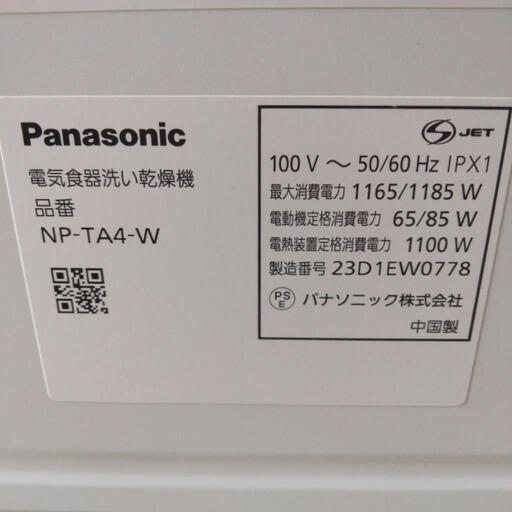 Panasonic
電気食器洗い乾燥機
品番
NP-TA4-W
S JET
100 V ～ 50/60 Hz IPX1
最大消費電力 1165/1185 W
電動機定格消費電力 65/85 W
電熱装置定格消費電力 1100 W
製造番号 23D1EW0778
PS E パナソニック株式会社
中国製